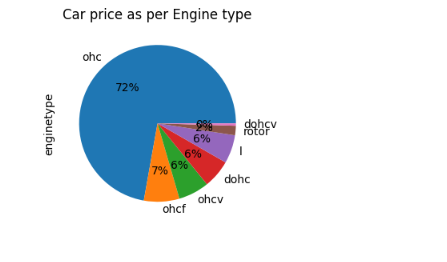 Car price as per Engine type
enginetype
ohc
72%
7%
ohcf
6%
ohcv
6%
dohc
6%
l
2%
rotor
0%
dohcv